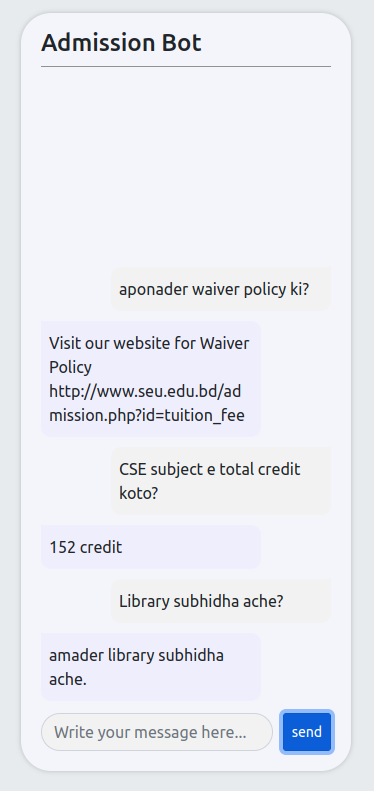 Admission Bot
aponader waiver policy ki?
Visit our website for Waiver
Policy
http://www.seu.edu.bd/ad
mission.php?id=tuition_fee
CSE subject e total credit
koto?
152 credit
Library subhidha ache?
amader library subhidha
ache.
Write your message here...
send